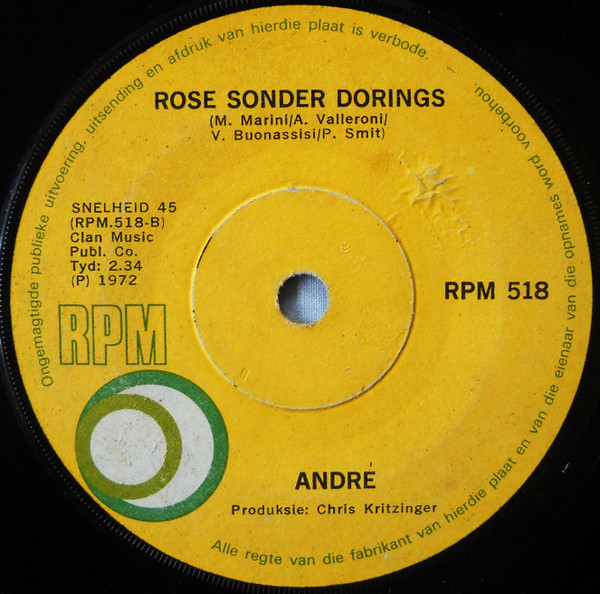 Ongemagtigde publieke uitvoering, uitsending en afdruk van hierdie plaat is verbode. —
ROSE SONDER DORINGS
(M. Marini/A. Valleroni/
V. Buonassisi/P. Smit)
SNELHEID 45
(RPM.518-B)
Clan Music
Publ. Co.
Tyd: 2.34
(P) 1972
RPM
RPM 518
ANDRÉ
Produksie: Chris Kritzinger
Alle regte van die fabrikant van hierdie plaat en van die eienaar van die opnames word voorbehou.